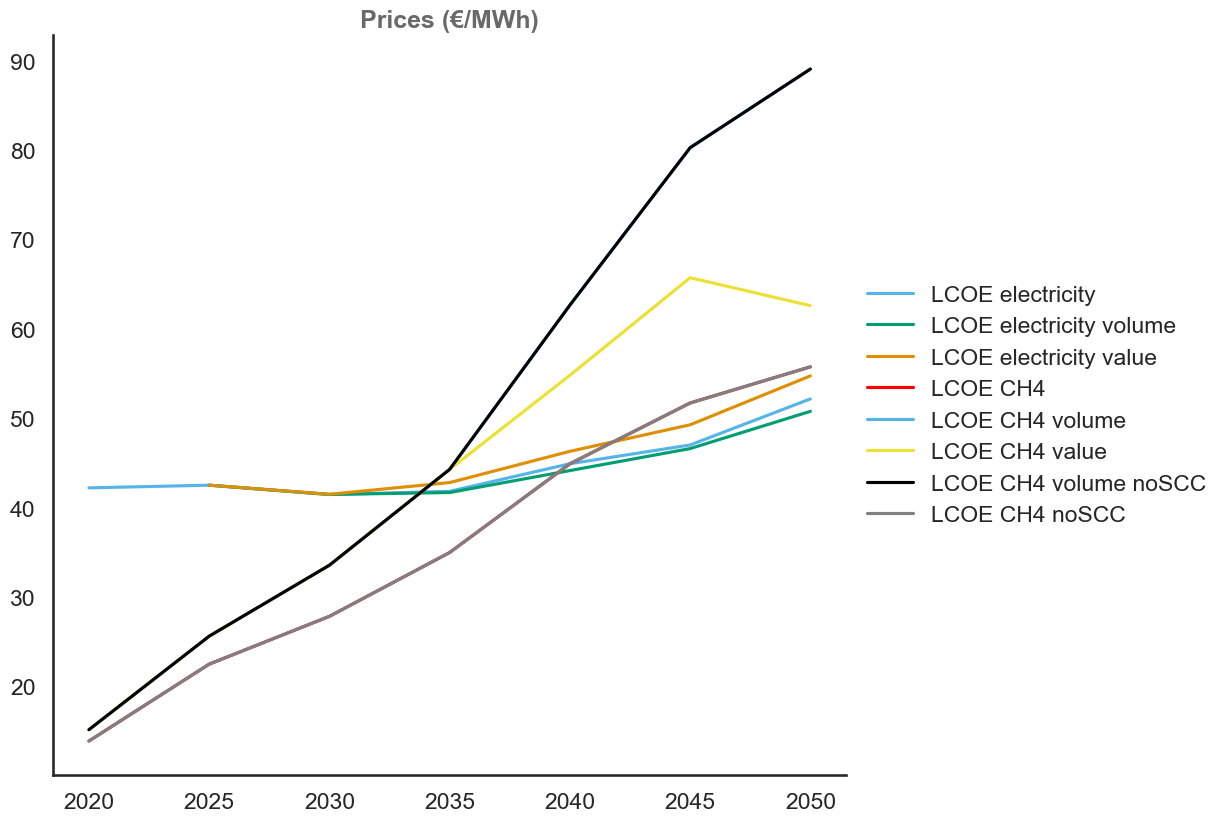 Prices (€/MWh)
90
80
70
60
50
40
30
20
2020 2025 2030 2035 2040 2045 2050
LCOE electricity
LCOE electricity volume
LCOE electricity value
LCOE CH4
LCOE CH4 volume
LCOE CH4 value
LCOE CH4 volume noSCC
LCOE CH4 noSCC